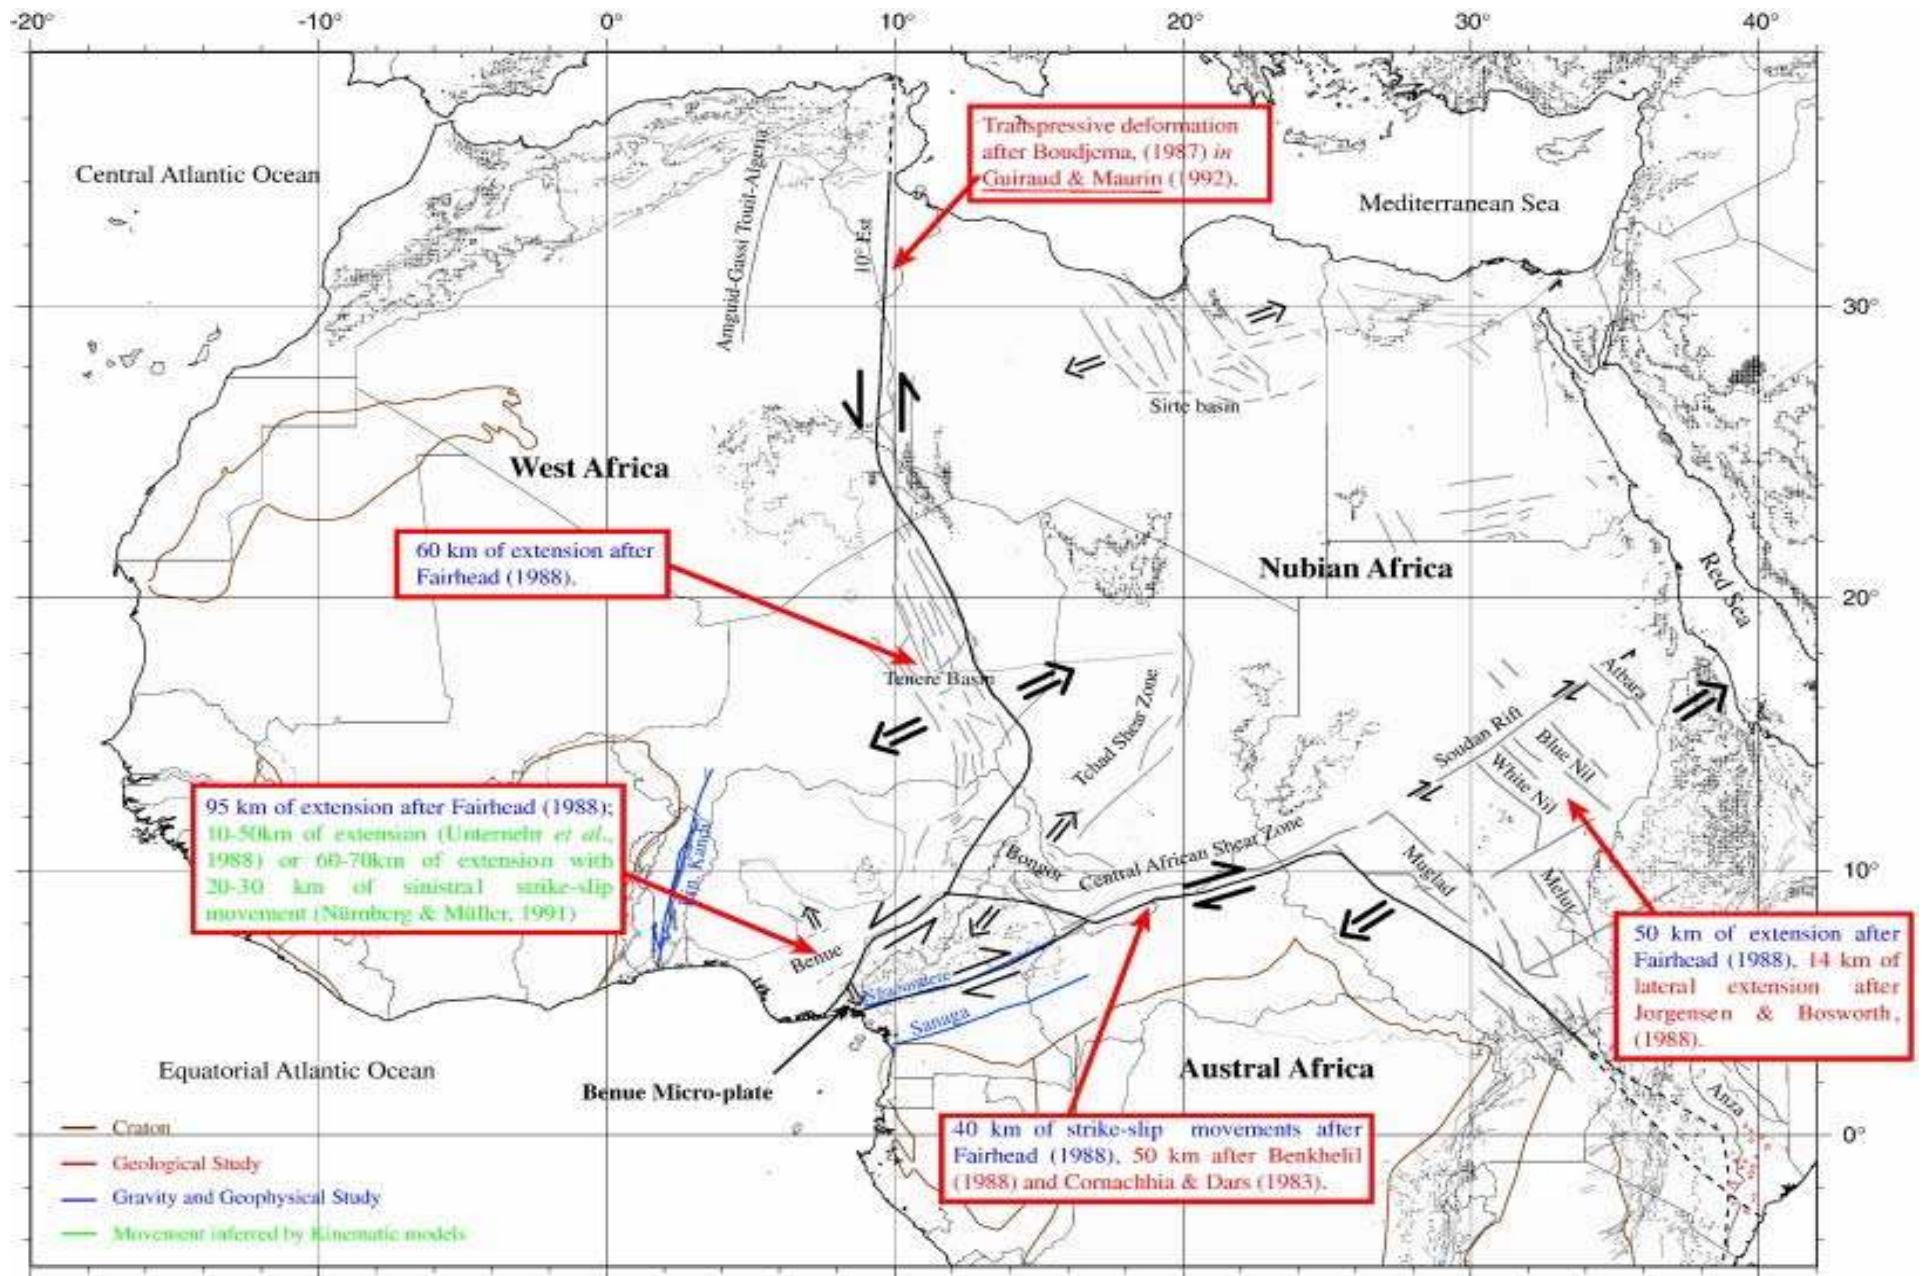 -20°
-10°
0°
10°
20°
30°
40°
Transpressive deformation
after Boudjema, (1987) in
Guiraud & Maurin (1992).
Central Atlantic Ocean
Mediterranean Sea
Amguid-Gassi Touil-Algeria
10° Est
30°
Sirte basin
West Africa
60 km of extension after
Fairhead (1988).
Nubian Africa
Red Sea
20°
Tenere Basin
Tchad Shear Zone
Atbara
Soudan Rift
Blue Nil
White Nil
95 km of extension after Fairhead (1988);
10-50km of extension (Unternehr et al.,
1988) or 60-70km of extension with
20-30 km of sinistral strike-slip
movement (Nürnberg & Müller, 1991)
Kandi
Bongor
Central African Shear Zone
Muglad
Melut
10°
Benue
50 km of extension after
Fairhead (1988), 14 km of
lateral extension after
Jorgensen & Bosworth,
(1988).
Sanaga
Equatorial Atlantic Ocean
Austral Africa
Benue Micro-plate
Anza
40 km of strike-slip movements after
Fairhead (1988), 50 km after Benkhelil
(1988) and Cornachhia & Dars (1983).
0°
Craton
Geological Study
Gravity and Geophysical Study
Movement inferred by Kinematic models